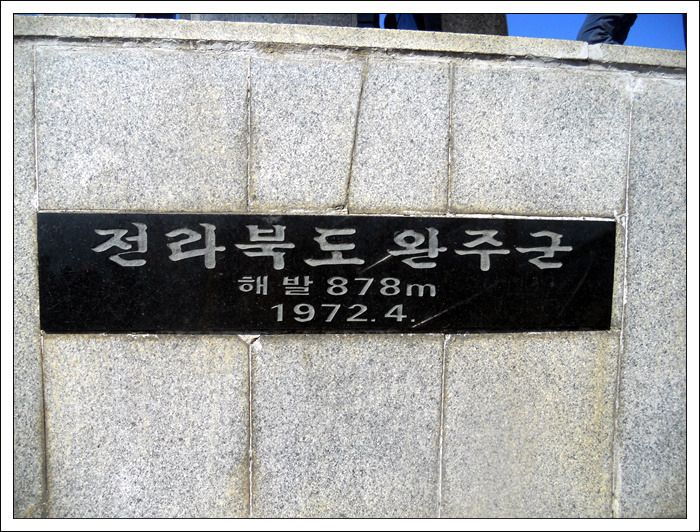 전라북도 완주군
해발 878m
1972. 4.